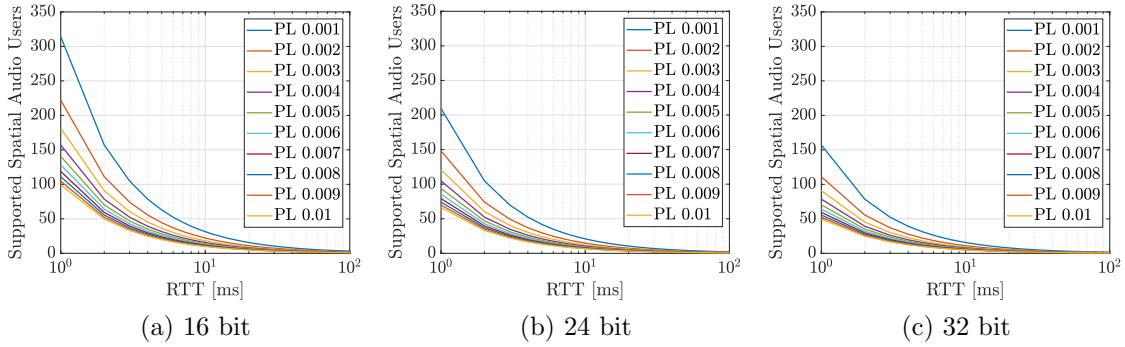 Supported Spatial Audio Users
350
300
250
200
150
100
50
0
10^0
10^1
10^2
RTT [ms]
PL 0.001
PL 0.002
PL 0.003
PL 0.004
PL 0.005
PL 0.006
PL 0.007
PL 0.008
PL 0.009
PL 0.01
(a) 16 bit
Supported Spatial Audio Users
350
300
250
200
150
100
50
0
10^0
10^1
10^2
RTT [ms]
PL 0.001
PL 0.002
PL 0.003
PL 0.004
PL 0.005
PL 0.006
PL 0.007
PL 0.008
PL 0.009
PL 0.01
(b) 24 bit
Supported Spatial Audio Users
350
300
250
200
150
100
50
0
10^0
10^1
10^2
RTT [ms]
PL 0.001
PL 0.002
PL 0.003
PL 0.004
PL 0.005
PL 0.006
PL 0.007
PL 0.008
PL 0.009
PL 0.01
(c) 32 bit